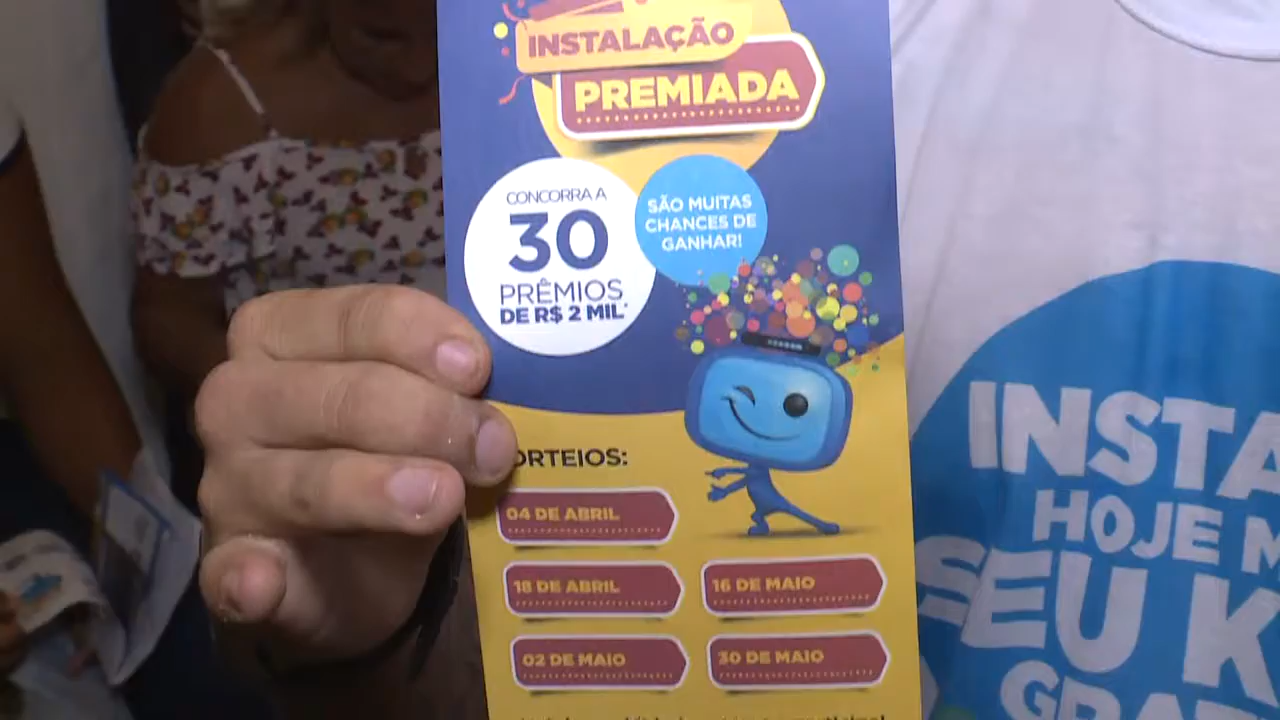 INSTALAÇÃO
PREMIADA
CONCORRA A
30
PRÊMIOS
DE R$ 2 MIL*
SÃO MUITAS
CHANCES DE
GANHAR!
ORTEIOS:
04 DE ABRIL
18 DE ABRIL
02 DE MAIO
16 DE MAIO
30 DE MAIO
INSTA
HOJE M
SEU K
GRA